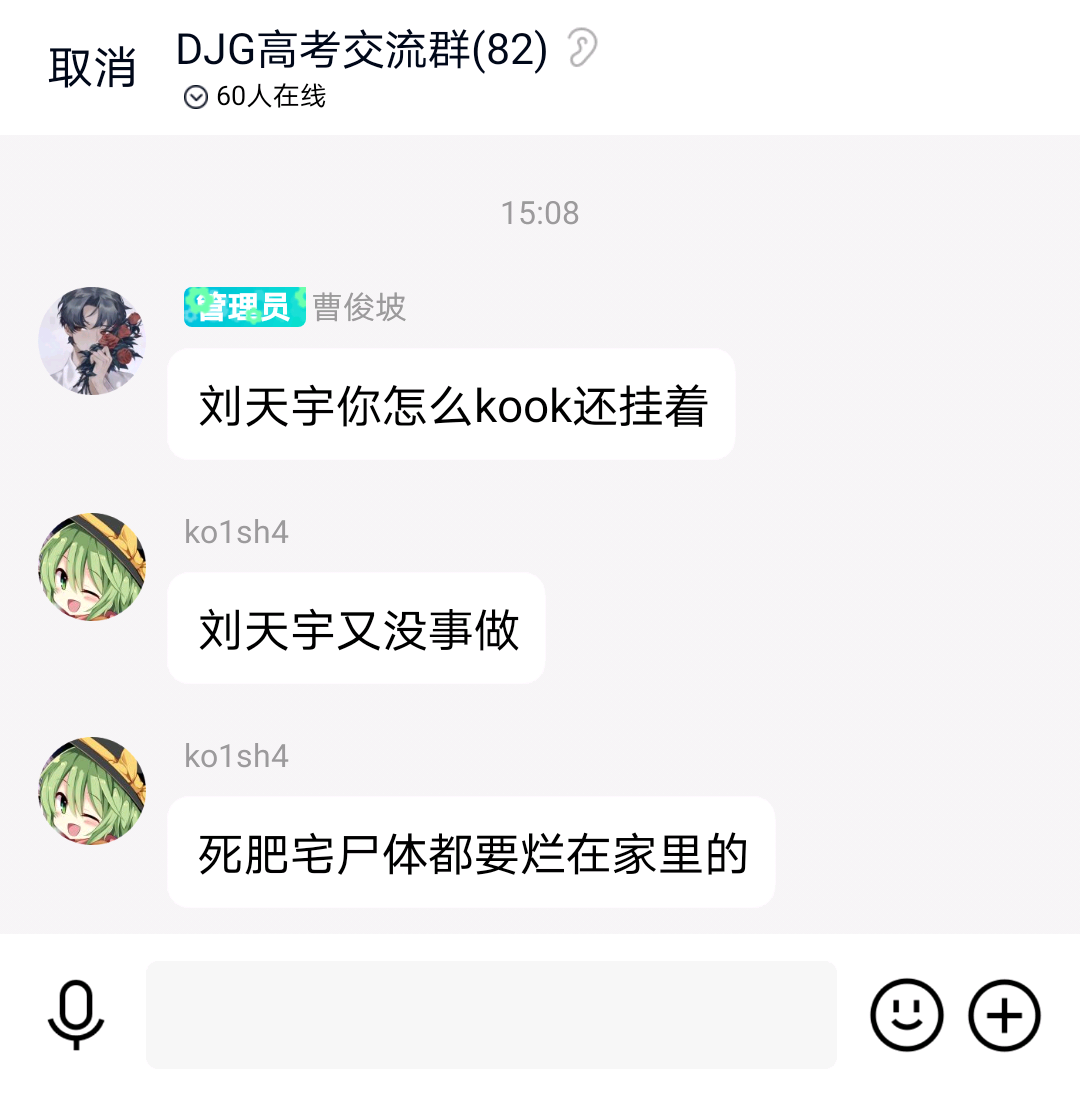 取消
DJG高考交流群(82)
60人在线
15:08
管理员 曹俊坡
刘天宇你怎么kook还挂着
ko1sh4
刘天宇又没事做
ko1sh4
死肥宅尸体都要烂在家里的